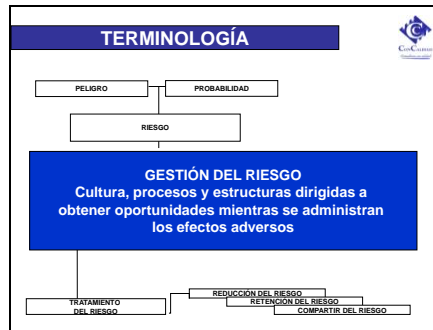 TERMINOLOGÍA
PELIGRO
PROBABILIDAD
RIESGO
GESTIÓN DEL RIESGO
Cultura, procesos y estructuras dirigidas a
obtener oportunidades mientras se administran
los efectos adversos
TRATAMIENTO
DEL RIESGO
REDUCCIÓN DEL RIESGO
RETENCIÓN DEL RIESGO
COMPARTIR DEL RIESGO